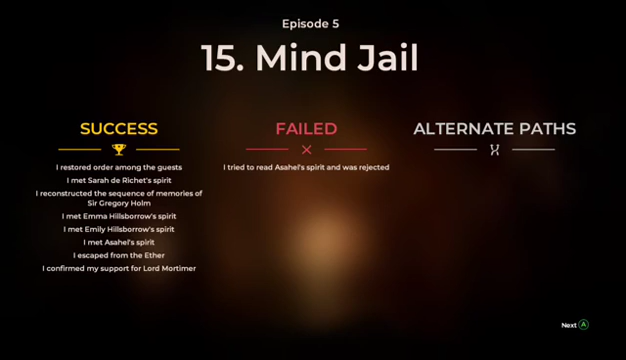 Episode 5
15. Mind Jail
SUCCESS
I restored order among the guests
I met Sarah de Richet's spirit
I reconstructed the sequence of memories of
Sir Gregory Holm
I met Emma Hillsborrow's spirit
I met Emily Hillsborrow's spirit
I met Asahel's spirit
I escaped from the Ether
I confirmed my support for Lord Mortimer
FAILED
I tried to read Asahel's spirit and was rejected
ALTERNATE PATHS
Next A